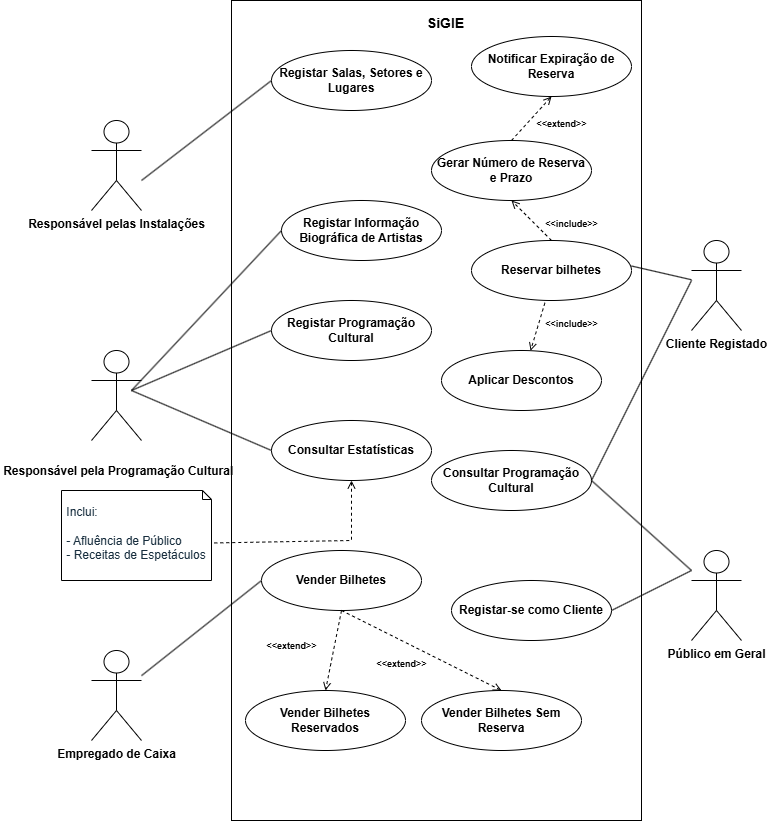 SiGIE
Registar Salas, Setores e
Lugares
Notificar Expiração de
Reserva
<<extend>>
Gerar Número de Reserva
e Prazo
Responsável pelas Instalações
Registar Informação
Biográfica de Artistas
<<include>>
Reservar bilhetes
Cliente Registado
Registar Programação
Cultural
<<include>>
Aplicar Descontos
Responsável pela Programação Cultural
Consultar Estatísticas
Consultar Programação
Cultural
Inclui:
- Afluência de Público
- Receitas de Espetáculos
Vender Bilhetes
Registar-se como Cliente
Público em Geral
<<extend>>
<<extend>>
Empregado de Caixa
Vender Bilhetes
Reservados
Vender Bilhetes Sem
Reserva